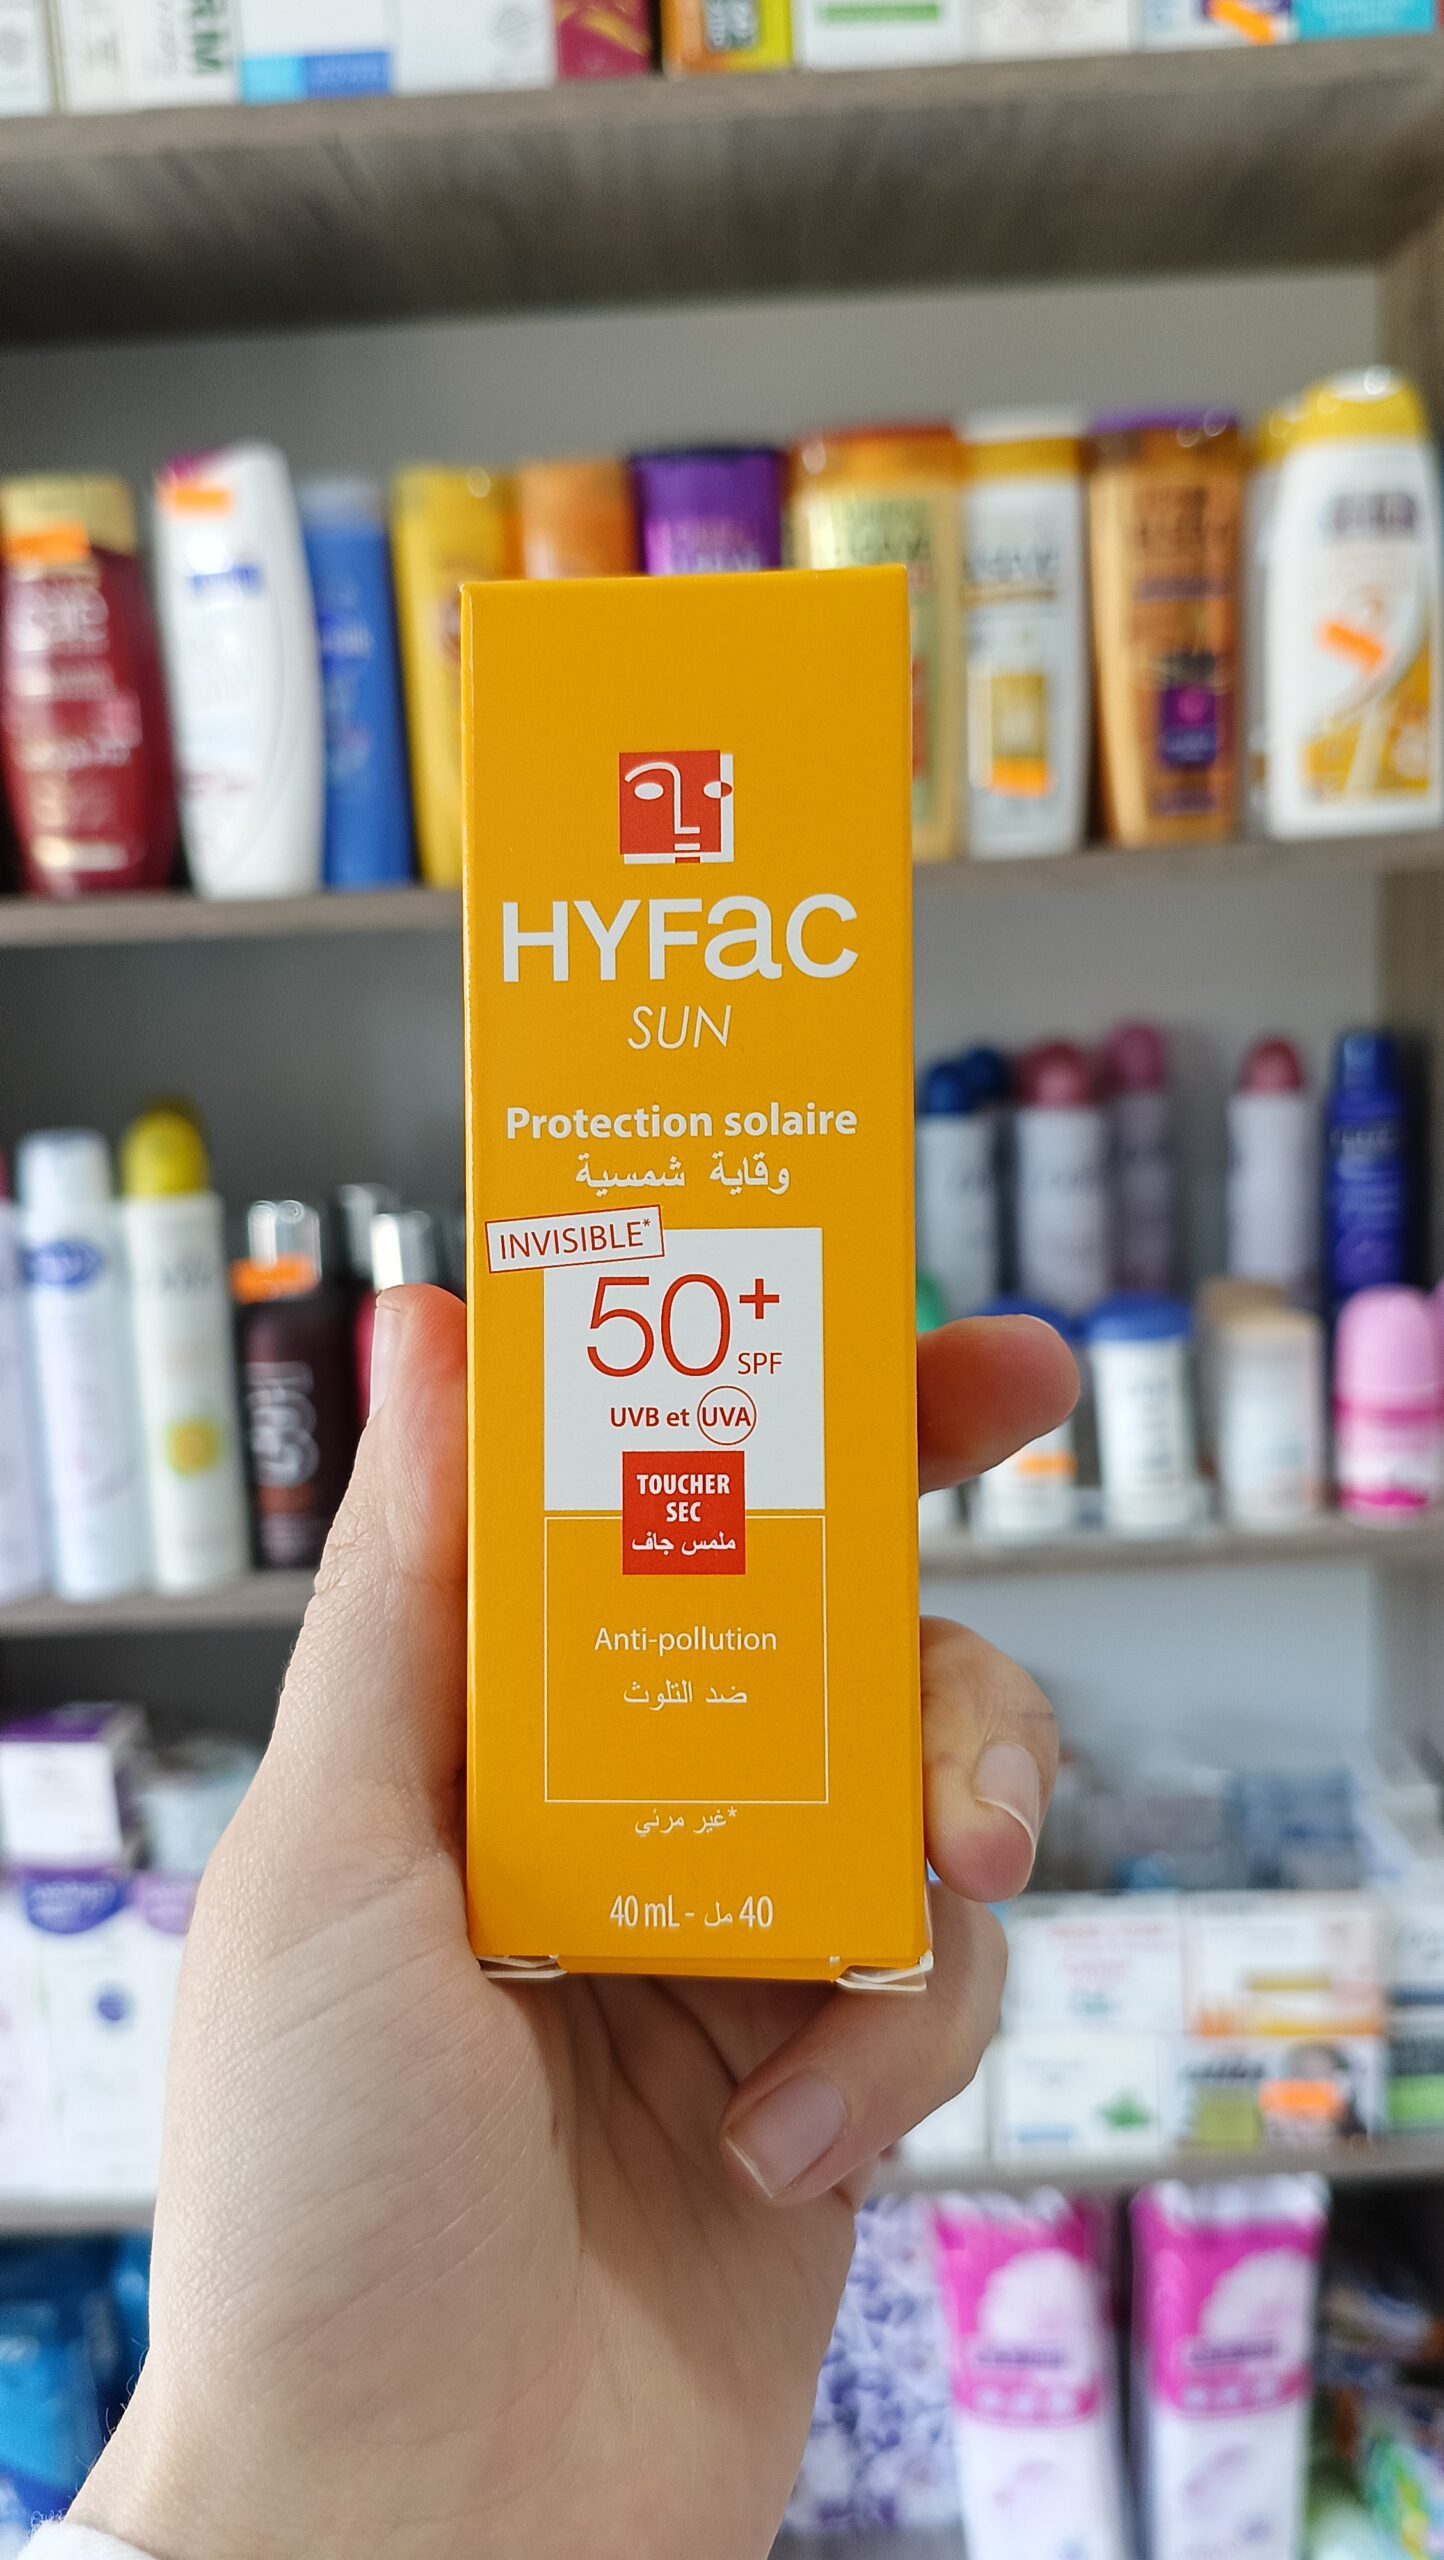 HYFAC
SUN
Protection solaire
وقاية شمسية
INVISIBLE*
50+
SPF
UVB et UVA
TOUCHER
SEC
ملمس جاف
Anti-pollution
ضد التلوث
*غير مرئي
40 mL - 40 مل